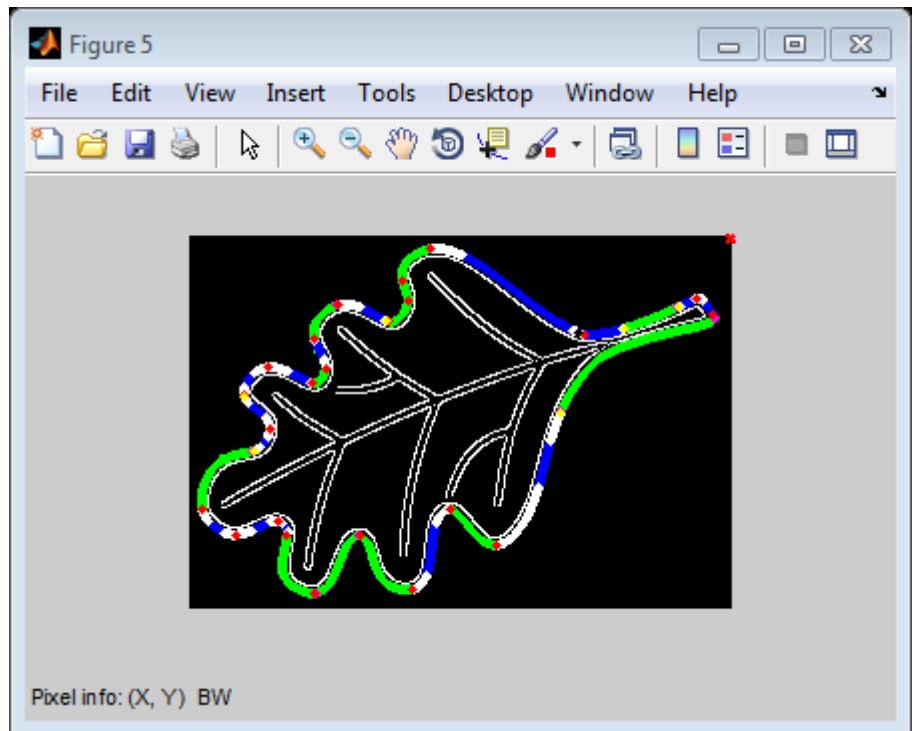 Figure 5
File Edit View Insert Tools Desktop Window Help
Pixel info: (X, Y) BW